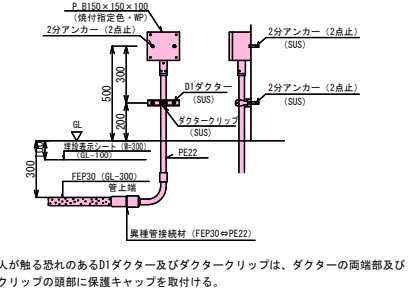 P.B150×150×100
(焼付指定色・WP)
2分アンカー(2点止)
2分アンカー(2点止)
(SUS)
300
500
D1ダクター
(SUS)
2分アンカー(2点止)
(SUS)
200
ダクタークリップ
(SUS)
GL
埋設表示シート(W=300)
(GL-100)
100
300
PE22
FEP30(GL-300)
管上端
異種管接続材(FEP30⇔PE22)
人が触る恐れのあるD1ダクター及びダクタークリップは、ダクターの両端部及び
クリップの頭部に保護キャップを取付ける。